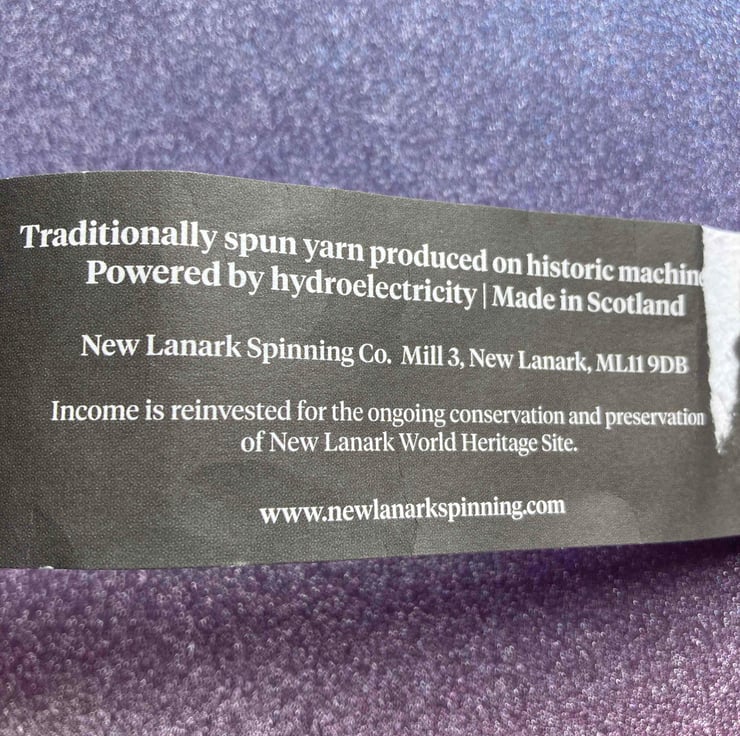 Traditionally spun yarn produced on historic machin
Powered by hydroelectricity | Made in Scotland
New Lanark Spinning Co. Mill 3, New Lanark, ML11 9DB
Income is reinvested for the ongoing conservation and preservation
of New Lanark World Heritage Site.
www.newlanarkspinning.com